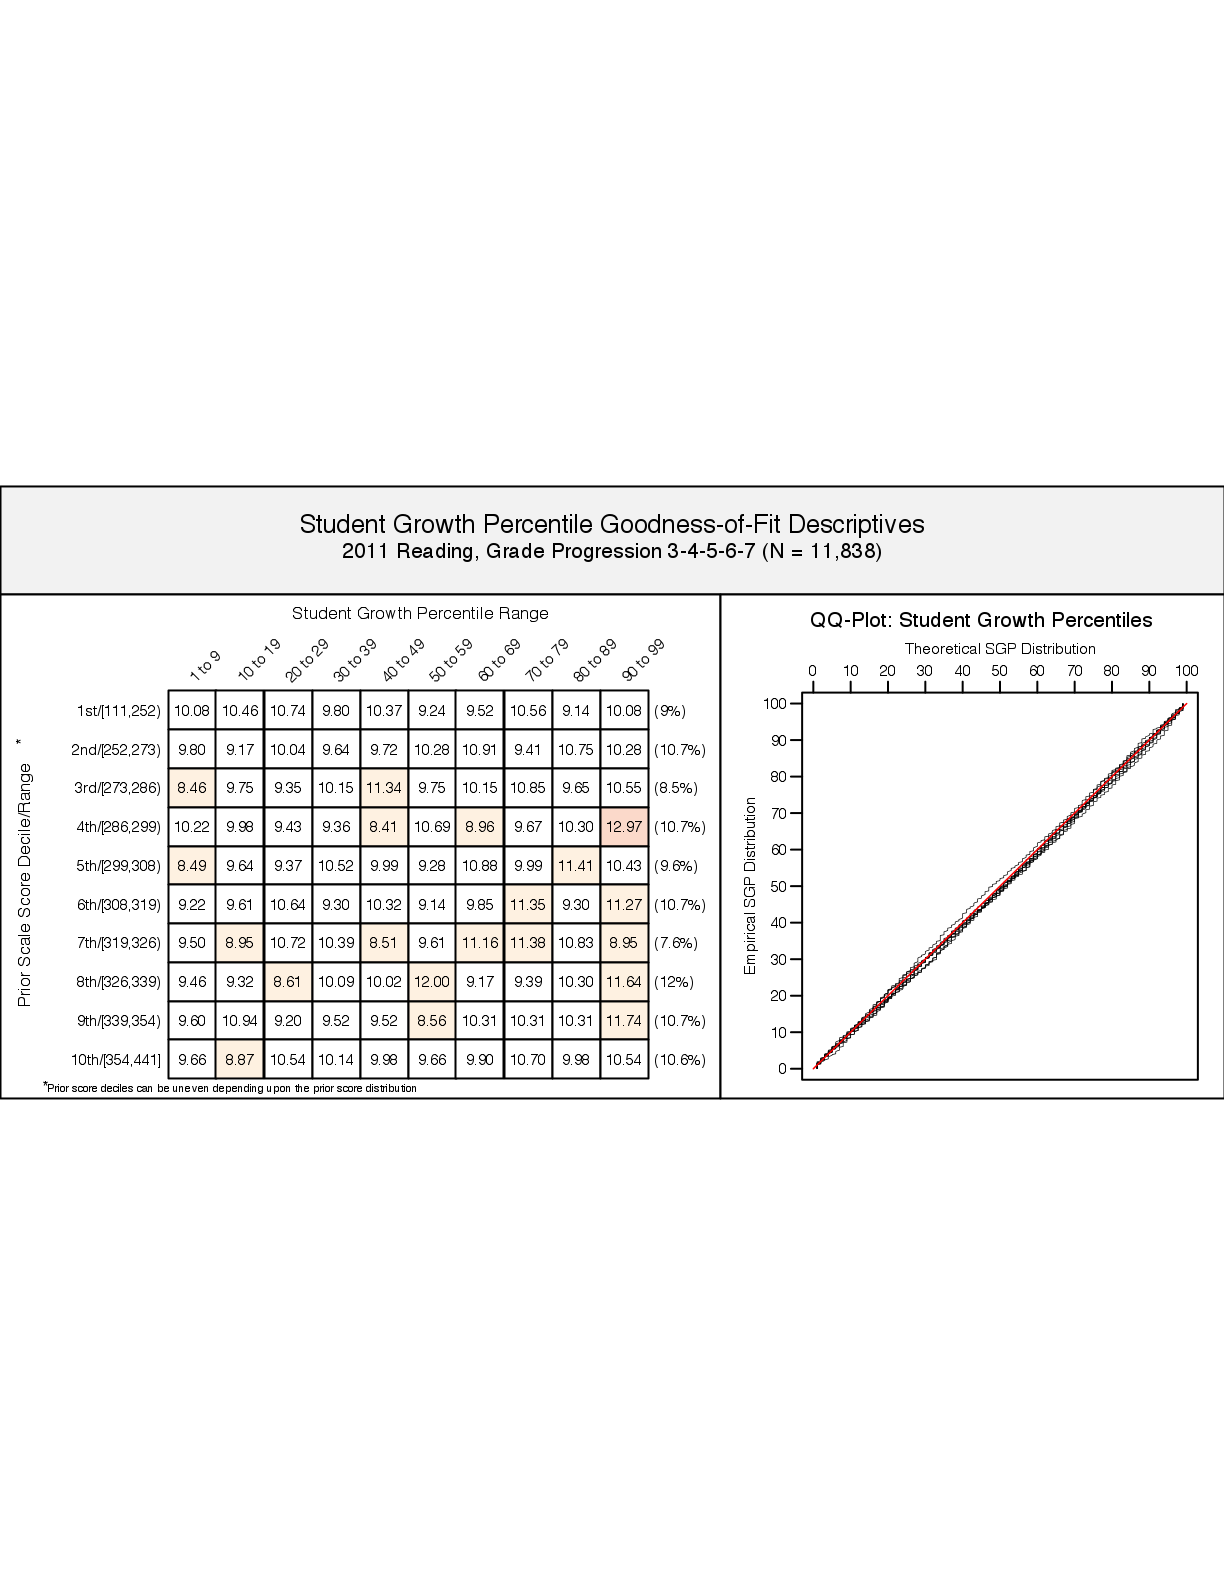 Student Growth Percentile Goodness-of-Fit Descriptives
2011 Reading, Grade Progression 3-4-5-6-7 (N = 11,838)
Student Growth Percentile Range
1 to 9 10 to 19 20 to 29 30 to 39 40 to 49 50 to 59 60 to 69 70 to 79 80 to 89 90 to 99
Prior Scale Score Decile/Range *
1st/[111,252) 10.08 10.46 10.74 9.80 10.37 9.24 9.52 10.56 9.14 10.08 (9%)
2nd/[252,273) 9.80 9.17 10.04 9.64 9.72 10.28 10.91 9.41 10.75 10.28 (10.7%)
3rd/[273,286) 8.46 9.75 9.35 10.15 11.34 9.75 10.15 10.85 9.65 10.55 (8.5%)
4th/[286,299) 10.22 9.98 9.43 9.36 8.41 10.69 8.96 9.67 10.30 12.97 (10.7%)
5th/[299,308) 8.49 9.64 9.37 10.52 9.99 9.28 10.88 9.99 11.41 10.43 (9.6%)
6th/[308,319) 9.22 9.61 10.64 9.30 10.32 9.14 9.85 11.35 9.30 11.27 (10.7%)
7th/[319,326) 9.50 8.95 10.72 10.39 8.51 9.61 11.16 11.38 10.83 8.95 (7.6%)
8th/[326,339) 9.46 9.32 8.61 10.09 10.02 12.00 9.17 9.39 10.30 11.64 (12%)
9th/[339,354) 9.60 10.94 9.20 9.52 9.52 8.56 10.31 10.31 10.31 11.74 (10.7%)
10th/[354,441] 9.66 8.87 10.54 10.14 9.98 9.66 9.90 10.70 9.98 10.54 (10.6%)
*Prior score deciles can be uneven depending upon the prior score distribution
QQ-Plot: Student Growth Percentiles
Theoretical SGP Distribution
0 10 20 30 40 50 60 70 80 90 100
Empirical SGP Distribution
100
90
80
70
60
50
40
30
20
10
0